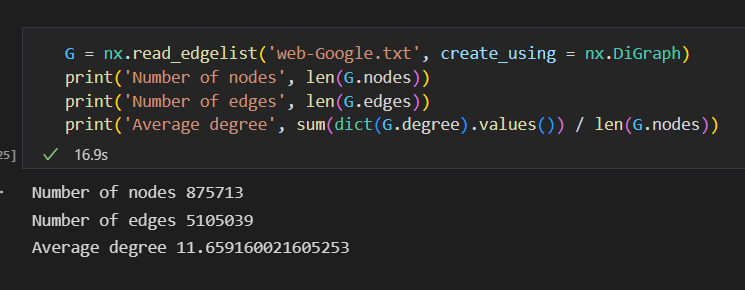 G = nx.read_edgelist('web-Google.txt', create_using = nx.DiGraph)
print('Number of nodes', len(G.nodes))
print('Number of edges', len(G.edges))
print('Average degree', sum(dict(G.degree).values()) / len(G.nodes))
25] ✓ 16.9s
Number of nodes 875713
Number of edges 5105039
Average degree 11.659160021605253